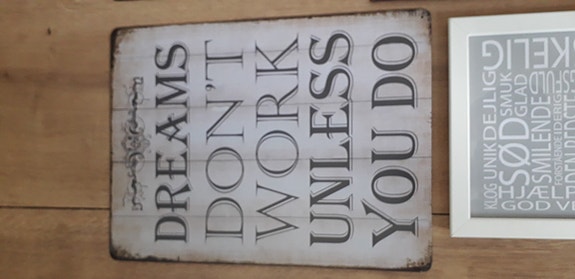 DREAMS
DON'T
WORK
UNLESS
YOU DO
KLOG UNIK DEJLIG
SØD
SMUK
GLAD
SMILENDE
GOD